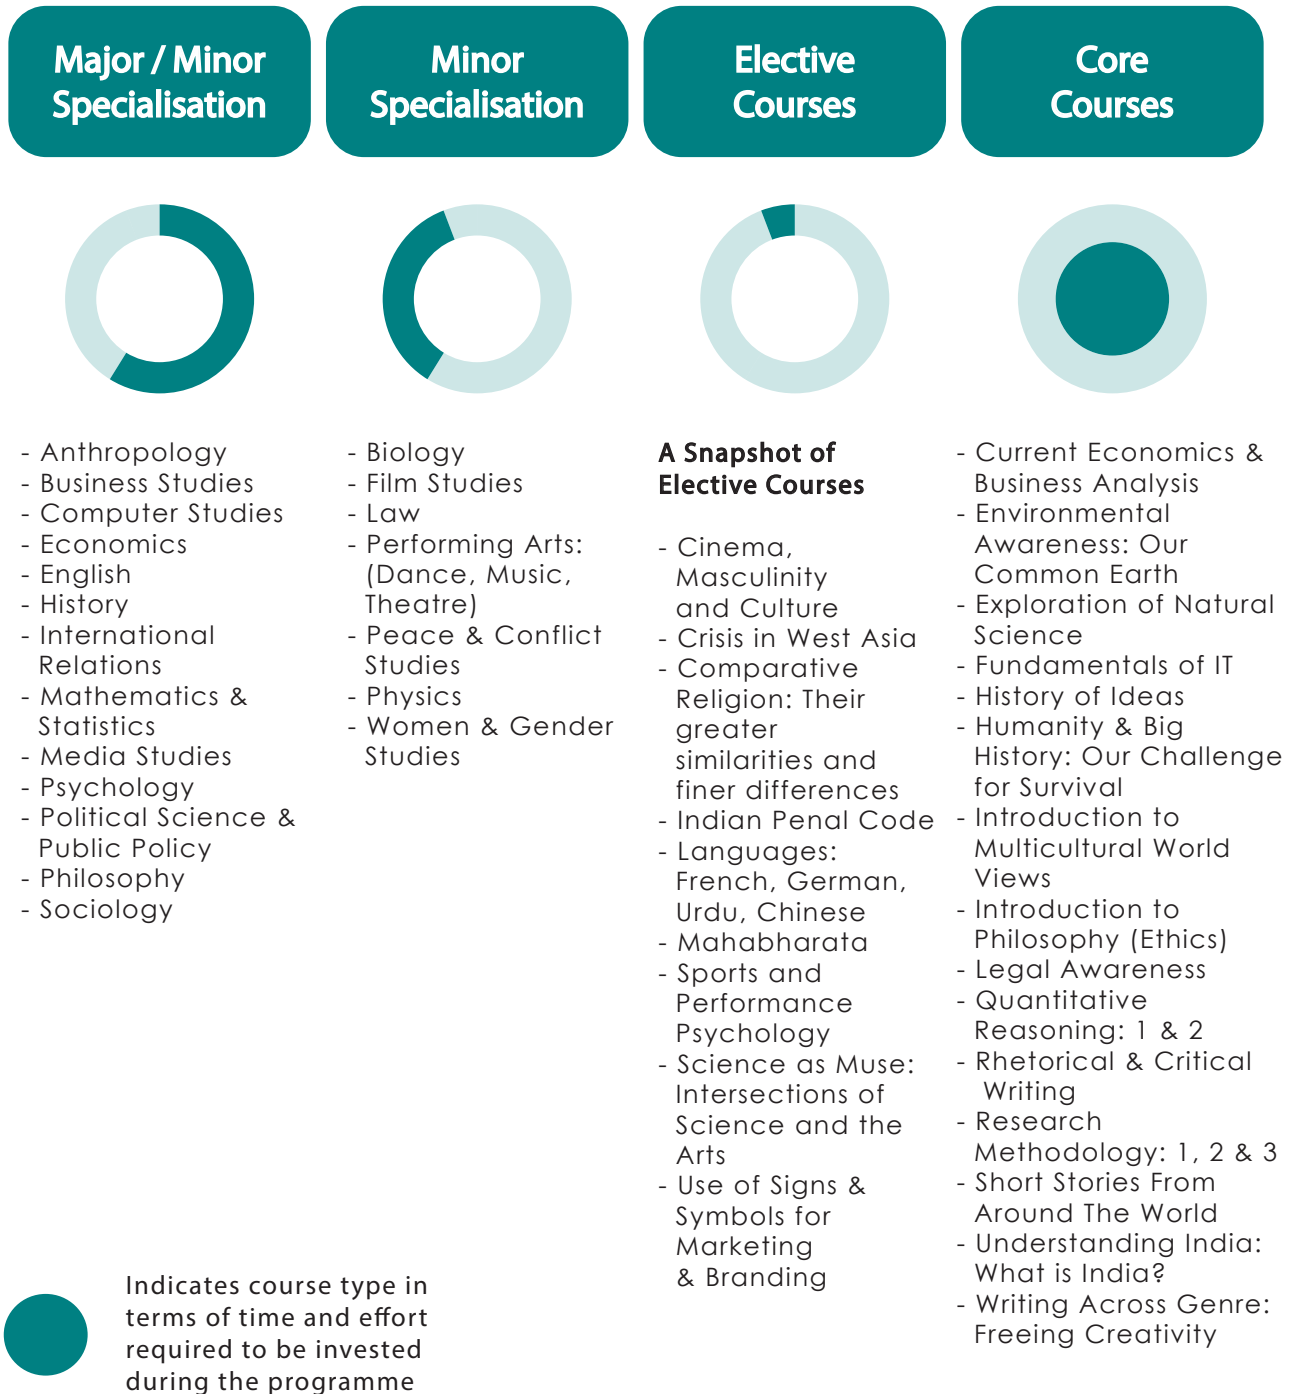 Major / Minor
Specialisation
Minor
Specialisation
Elective
Courses
Core
Courses
- Anthropology
- Business Studies
- Computer Studies
- Economics
- English
- History
- International
Relations
- Mathematics &
Statistics
- Media Studies
- Psychology
- Political Science &
Public Policy
- Philosophy
- Sociology
- Biology
- Film Studies
- Law
- Performing Arts:
(Dance, Music,
Theatre)
- Peace & Conflict
Studies
- Physics
- Women & Gender
Studies
A Snapshot of
Elective Courses
- Cinema,
Masculinity
and Culture
- Crisis in West Asia
- Comparative
Religion: Their
greater
similarities and
finer differences
- Indian Penal Code
- Languages:
French, German,
Urdu, Chinese
- Mahabharata
- Sports and
Performance
Psychology
- Science as Muse:
Intersections of
Science and the
Arts
- Use of Signs &
Symbols for
Marketing
& Branding
- Current Economics &
Business Analysis
- Environmental
Awareness: Our
Common Earth
- Exploration of Natural
Science
- Fundamentals of IT
- History of Ideas
- Humanity & Big
History: Our Challenge
for Survival
- Introduction to
Multicultural World
Views
- Introduction to
Philosophy (Ethics)
- Legal Awareness
- Quantitative
Reasoning: 1 & 2
- Rhetorical & Critical
Writing
- Research
Methodology: 1, 2 & 3
- Short Stories From
Around The World
- Understanding India:
What is India?
- Writing Across Genre:
Freeing Creativity
Indicates course type in
terms of time and effort
required to be invested
during the programme